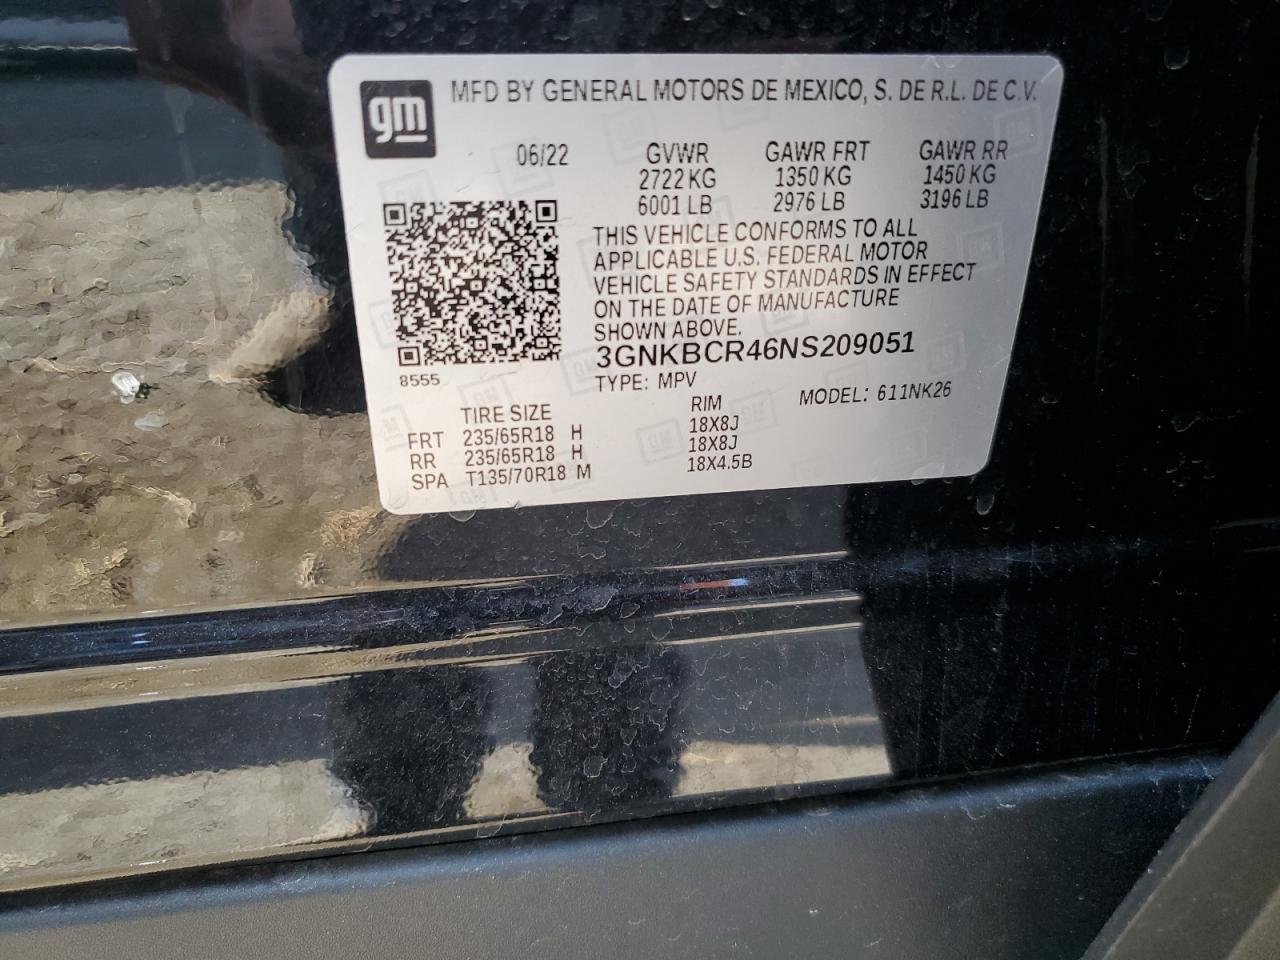 gm MFD BY GENERAL MOTORS DE MEXICO, S. DE R.L. DE C.V.
06/22 GVWR GAWR FRT GAWR RR
2722 KG 1350 KG 1450 KG
6001 LB 2976 LB 3196 LB
THIS VEHICLE CONFORMS TO ALL
APPLICABLE U.S. FEDERAL MOTOR
VEHICLE SAFETY STANDARDS IN EFFECT
ON THE DATE OF MANUFACTURE
SHOWN ABOVE.
3GNKBCR46NS209051
8555 TYPE: MPV MODEL: 611NK26
TIRE SIZE RIM
FRT 235/65R18 H 18X8J
RR 235/65R18 H 18X8J
SPA T135/70R18 M 18X4.5B